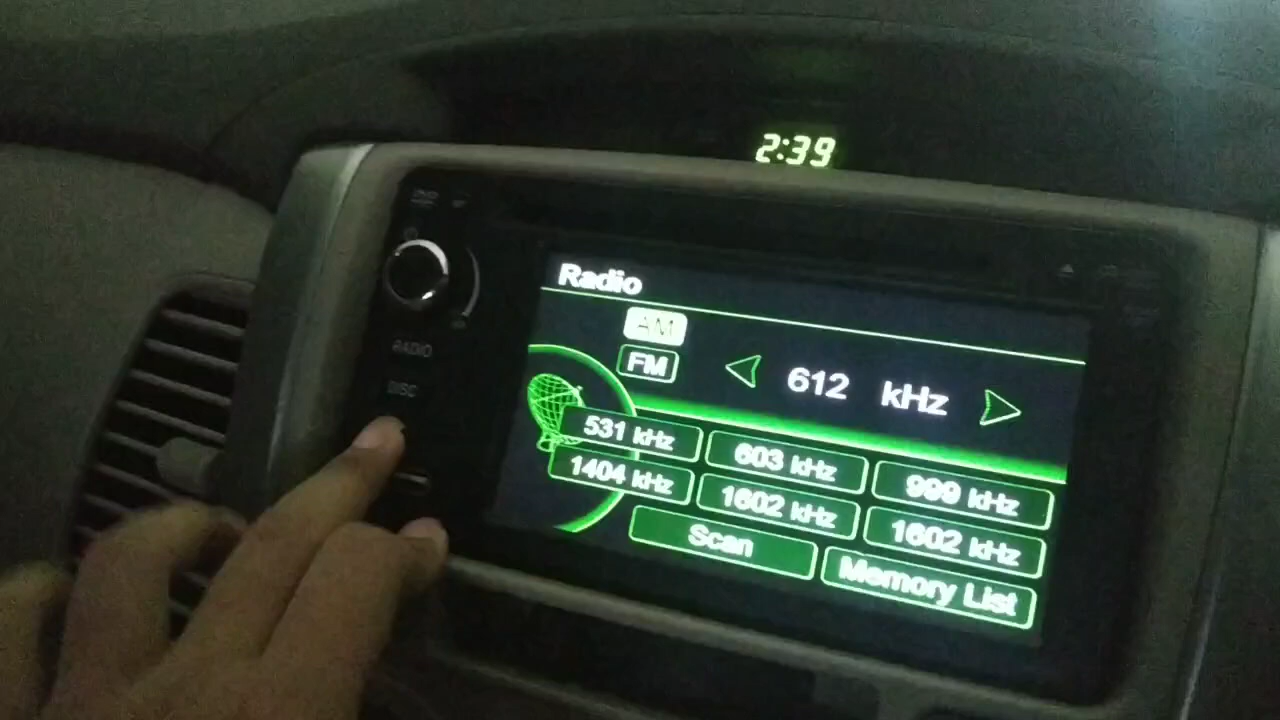 2:39
DVD
RADIO
DISC
Radio
AM
FM
612 kHz
531 kHz 603 kHz 999 kHz
1404 kHz 1602 kHz 1602 kHz
Scan Memory List